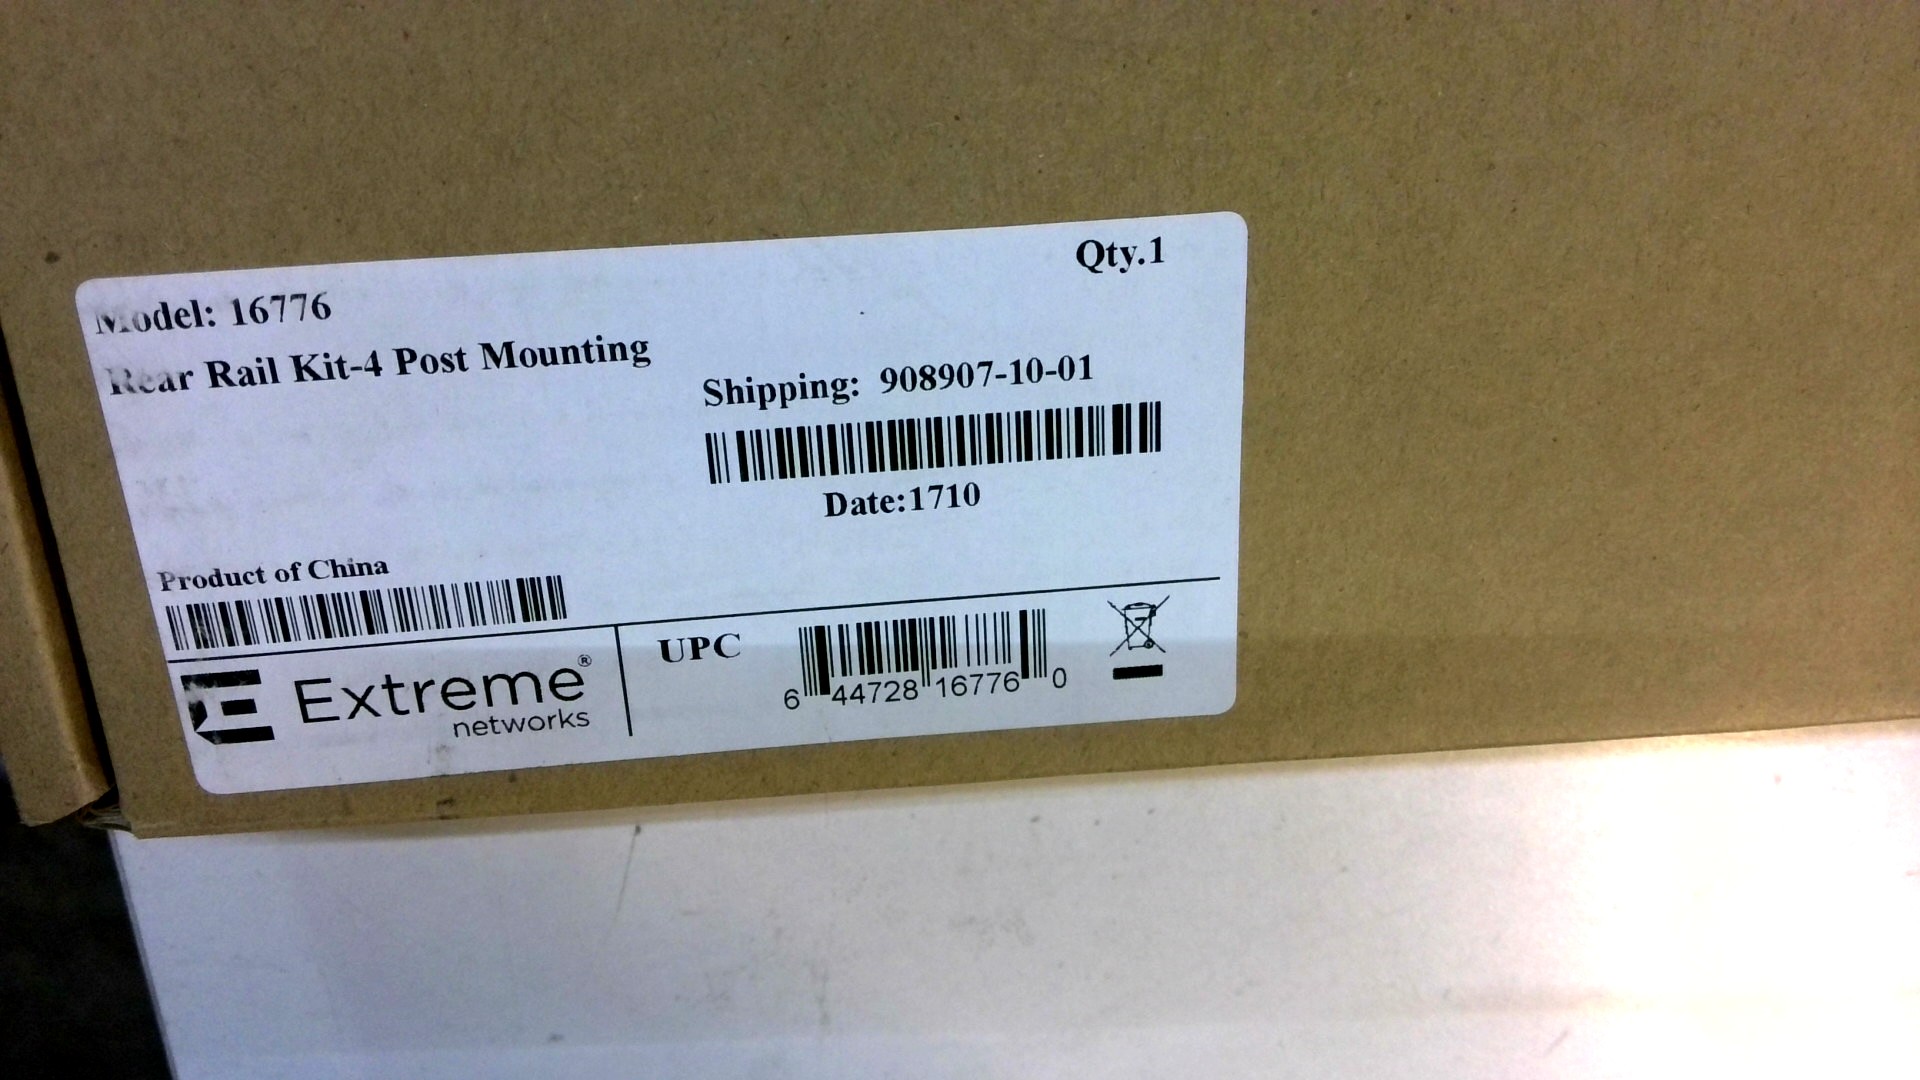 Qty.1
Model: 16776
Rear Rail Kit-4 Post Mounting
Shipping: 908907-10-01
Date:1710
Product of China
Extreme®
networks
UPC
6 44728 16776 0